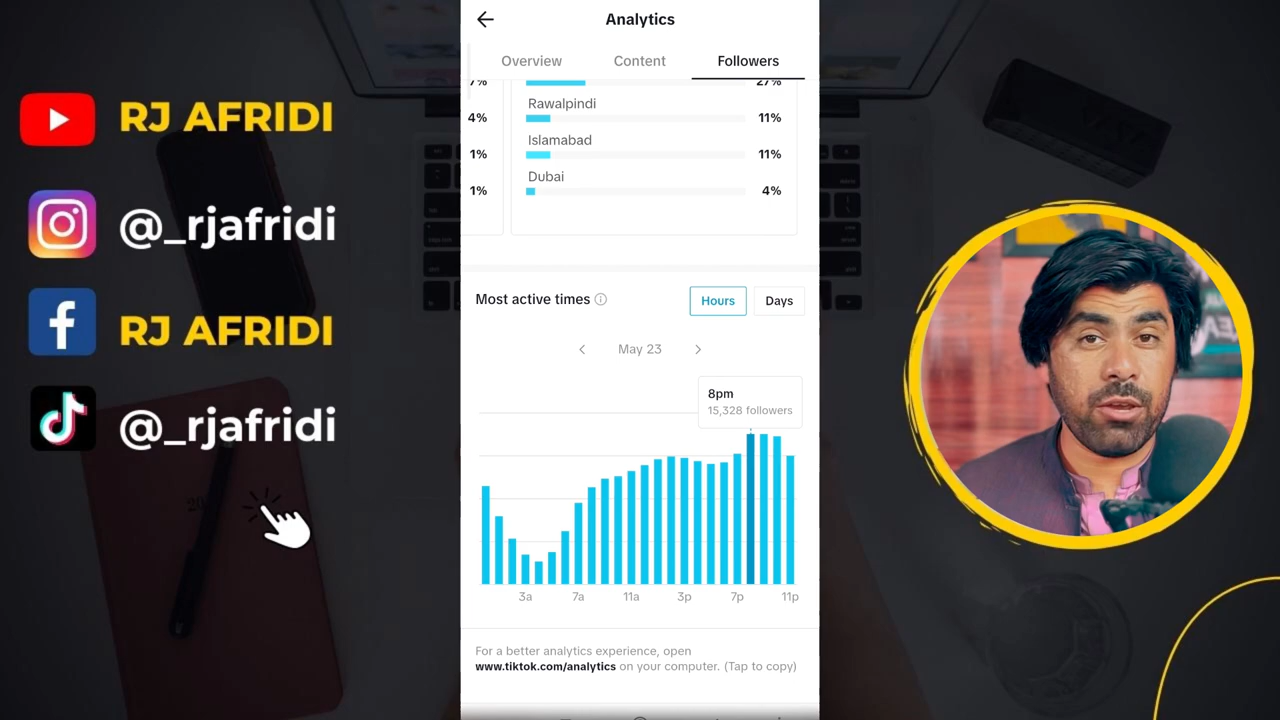 RJ AFRIDI
@_rjafridi
RJ AFRIDI
@_rjafridi
Analytics
Overview
Content
Followers
27%
4%
1%
1%
Rawalpindi
11%
Islamabad
11%
Dubai
4%
Most active times
Hours
Days
May 23
8pm
15,328 followers
3a 7a 11a 3p 7p 11p
For a better analytics experience, open
www.tiktok.com/analytics on your computer. (Tap to copy)